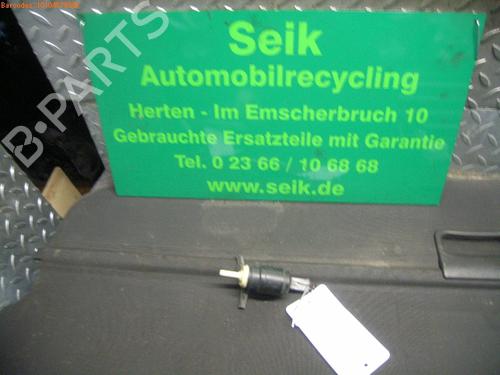 Seik
Automobilrecycling
Herten - Im Emscherbruch 10
Gebrauchte Ersatzteile mit Garantie
Tel. 0 23 66 / 10 68 68
www.seik.de
B-PARTS